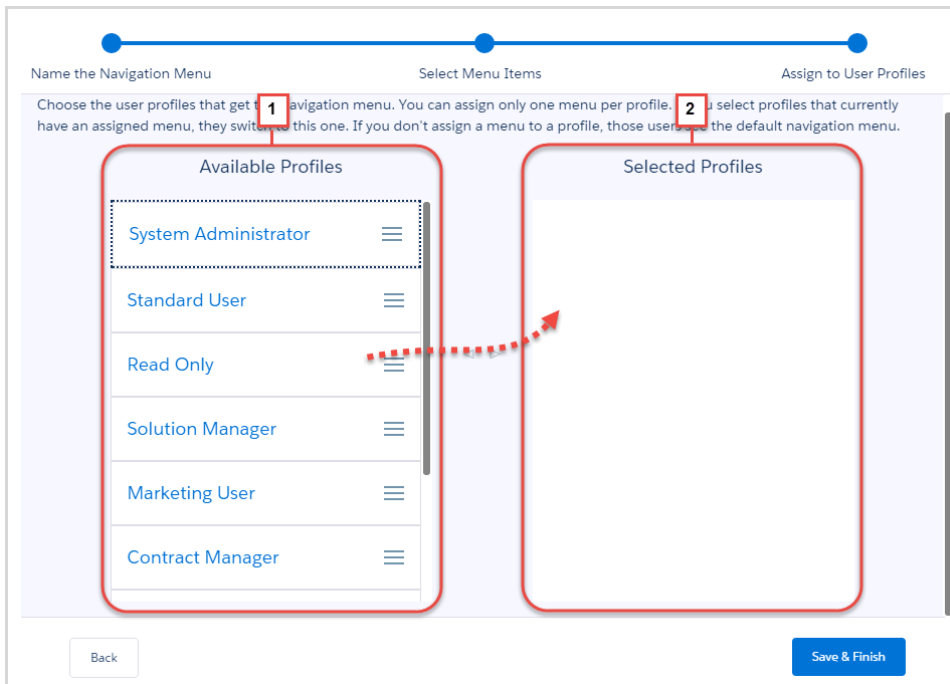 Name the Navigation Menu
Select Menu Items
Assign to User Profiles
Choose the user profiles that get avigation menu. You can assign only one menu per profile. u select profiles that currently
1
2
have an assigned menu, they switch to this one. If you don't assign a menu to a profile, those users see the default navigation menu.
Available Profiles
Selected Profiles
System Administrator
Standard User
Read Only
Solution Manager
Marketing User
Contract Manager
Back
Save & Finish